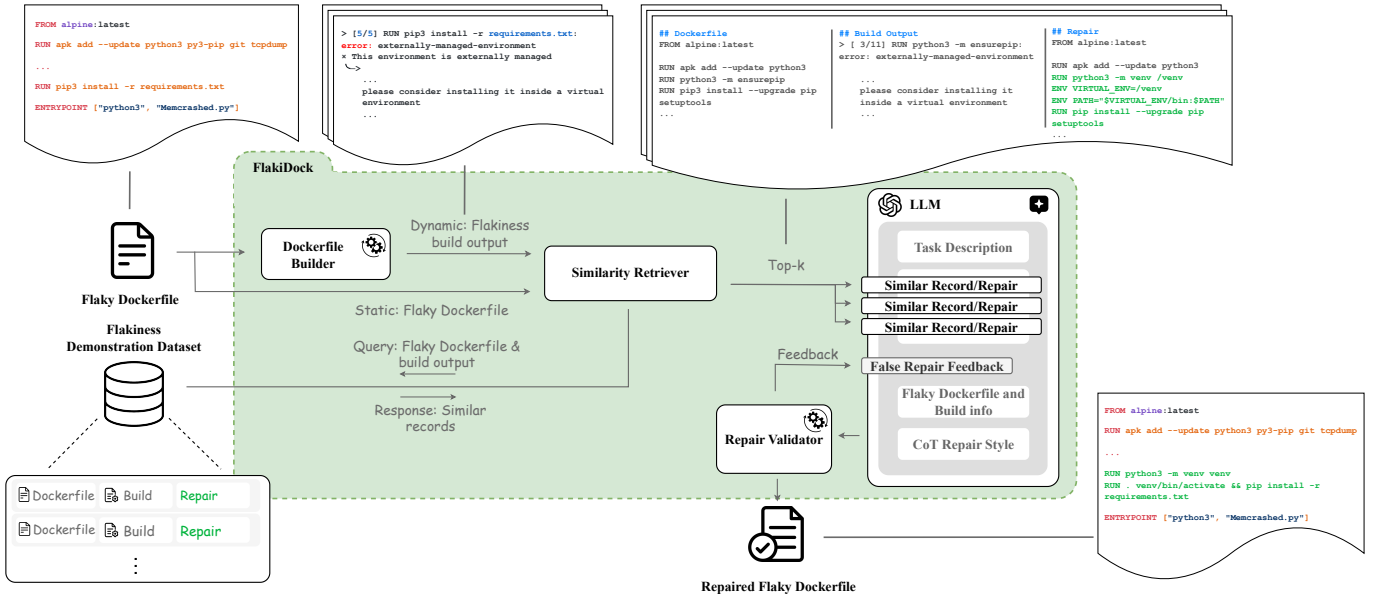 FROM alpine:latest
RUN apk add --update python3 py3-pip git tcpdump
...
RUN pip3 install -r requirements.txt
ENTRYPOINT ["python3", "Memcrashed.py"]
> [5/5] RUN pip3 install -r requirements.txt:
error: externally-managed-environment
× This environment is externally managed
╰─>
...
please consider installing it inside a virtual
environment
...
## Dockerfile
FROM alpine:latest
RUN apk add --update python3
RUN python3 -m ensurepip
RUN pip3 install --upgrade pip
setuptools
...
## Build Output
> [ 3/11] RUN python3 -m ensurepip:
error: externally-managed-environment
...
please consider installing it
inside a virtual environment
...
## Repair
FROM alpine:latest
RUN apk add --update python3
RUN python3 -m venv /venv
ENV VIRTUAL_ENV=/venv
ENV PATH="$VIRTUAL_ENV/bin:$PATH"
RUN pip install --upgrade pip
setuptools
...
FlakiDock
Flaky Dockerfile
Dockerfile
Builder
Dynamic: Flakiness
build output
Static: Flaky Dockerfile
Similarity Retriever
Top-k
LLM
Task Description
Similar Record/Repair
Similar Record/Repair
Similar Record/Repair
False Repair Feedback
Flaky Dockerfile and
Build info
CoT Repair Style
Flakiness
Demonstration Dataset
Query: Flaky Dockerfile &
build output
Response: Similar
records
Feedback
Repair Validator
Dockerfile Build Repair
Dockerfile Build Repair
⋮
Repaired Flaky Dockerfile
FROM alpine:latest
RUN apk add --update python3 py3-pip git tcpdump
...
RUN python3 -m venv venv
RUN . venv/bin/activate && pip install -r
requirements.txt
ENTRYPOINT ["python3", "Memcrashed.py"]